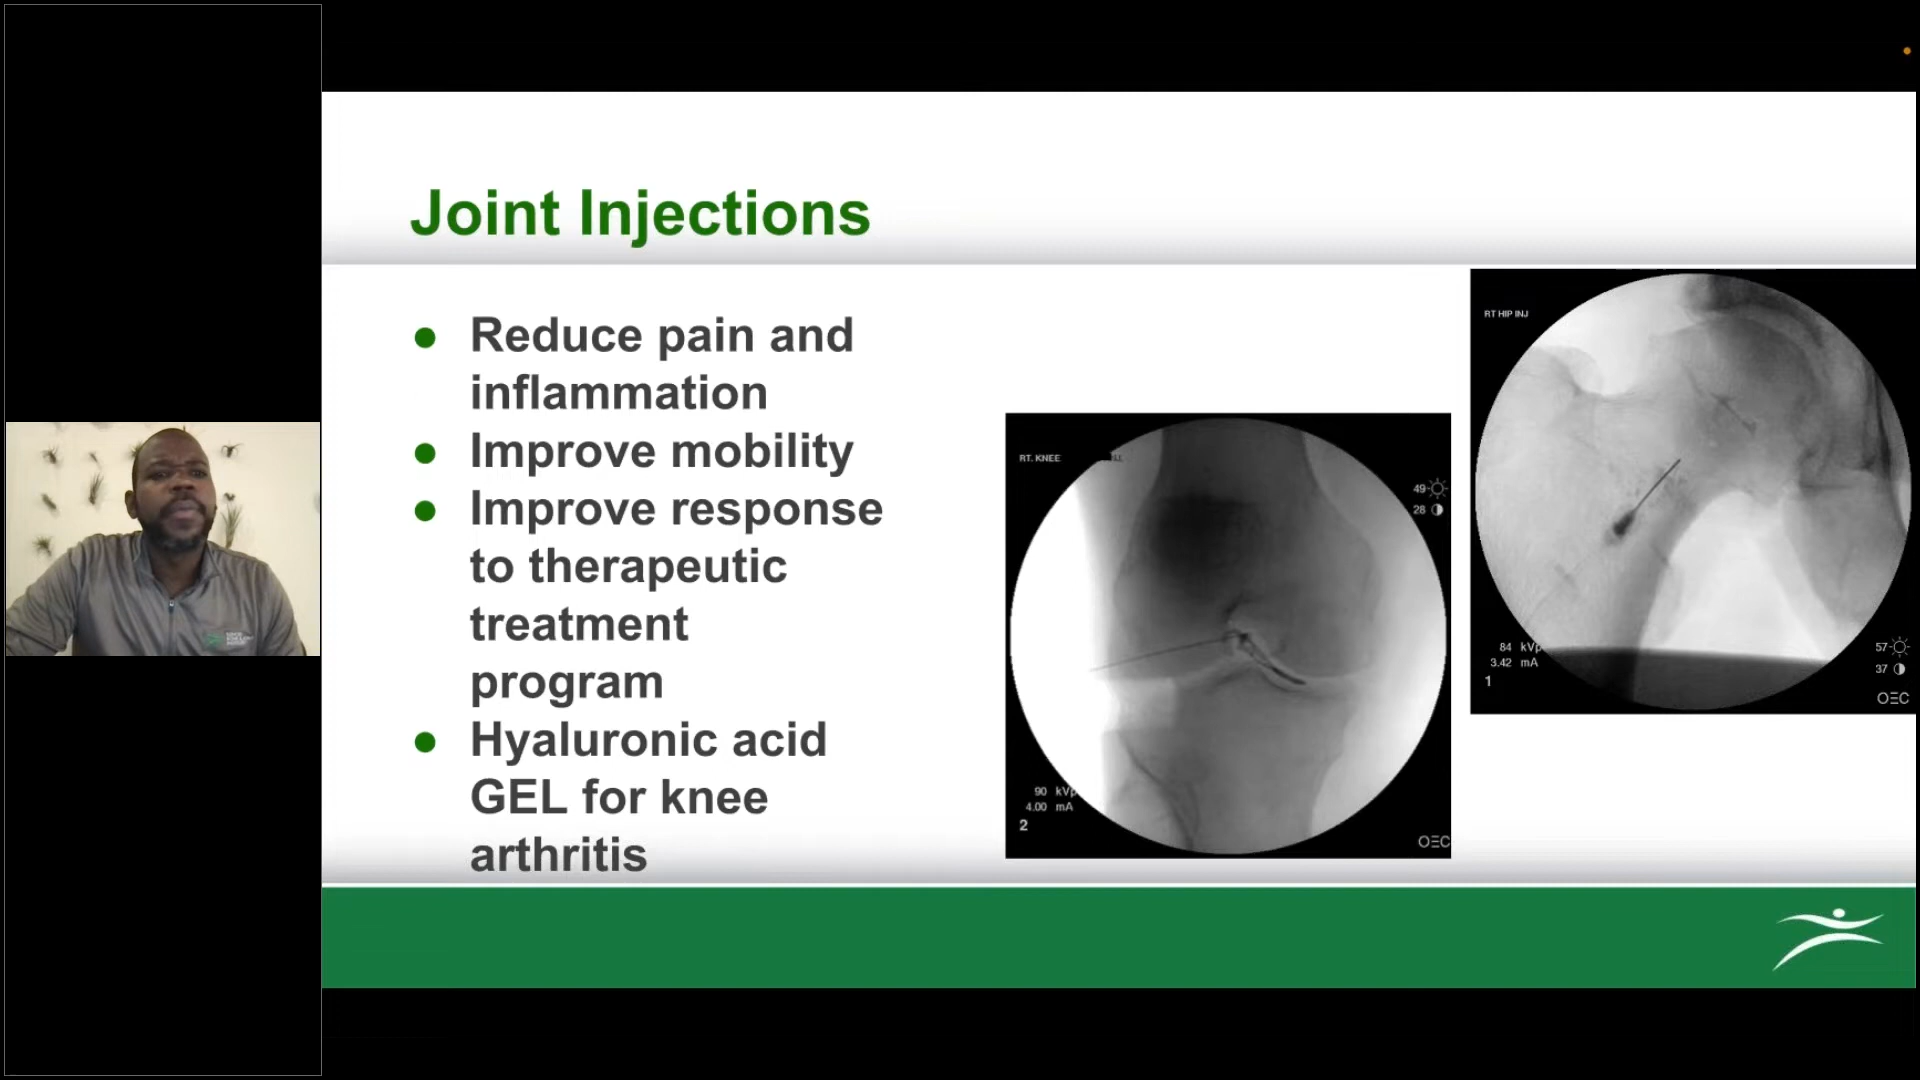 Joint Injections
● Reduce pain and
inflammation
● Improve mobility
● Improve response
to therapeutic
treatment
program
● Hyaluronic acid
GEL for knee
arthritis
RT. KNEE
49
28
90 kVp
4.00 mA
2
OEC
RT HIP INJ
84 kVp
3.42 mA
1
57
37
OEC